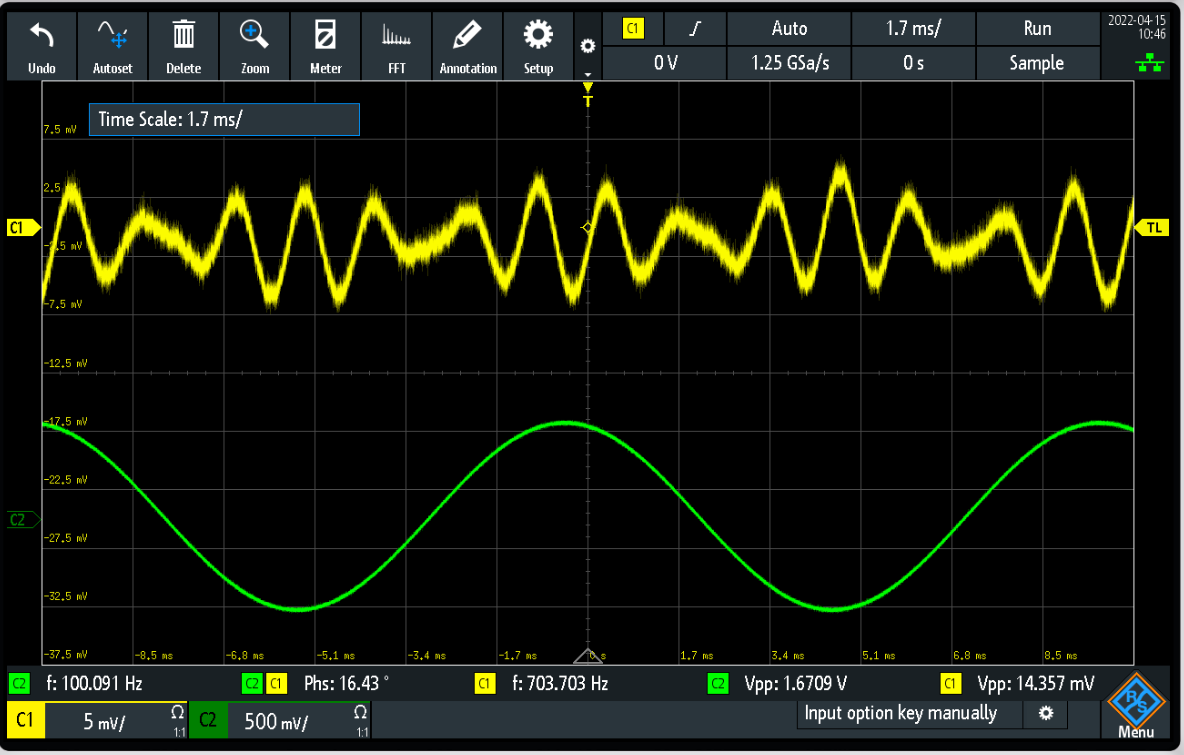 2022-04-15
10:46
C1 Auto 1.7 ms/ Run
0 V 1.25 GSa/s 0 s Sample
Undo Autoset Delete Zoom Meter FFT Annotation Setup
T
Time Scale: 1.7 ms/
7.5 mV
2.5
C1
TL
-2.5 mV
-7.5 mV
-12.5 mV
-17.5 mV
-22.5 mV
C2
-27.5 mV
-32.5 mV
-37.5 mV -8.5 ms -6.8 ms -5.1 ms -3.4 ms -1.7 ms 0 s 1.7 ms 3.4 ms 5.1 ms 6.8 ms 8.5 ms
C2 f: 100.091 Hz C2 C1 Phs: 16.43 ° C1 f: 703.703 Hz C2 Vpp: 1.6709 V C1 Vpp: 14.357 mV
C1 5 mV/ Ω 1:1 C2 500 mV/ Ω 1:1 Input option key manually
R&S
Menu